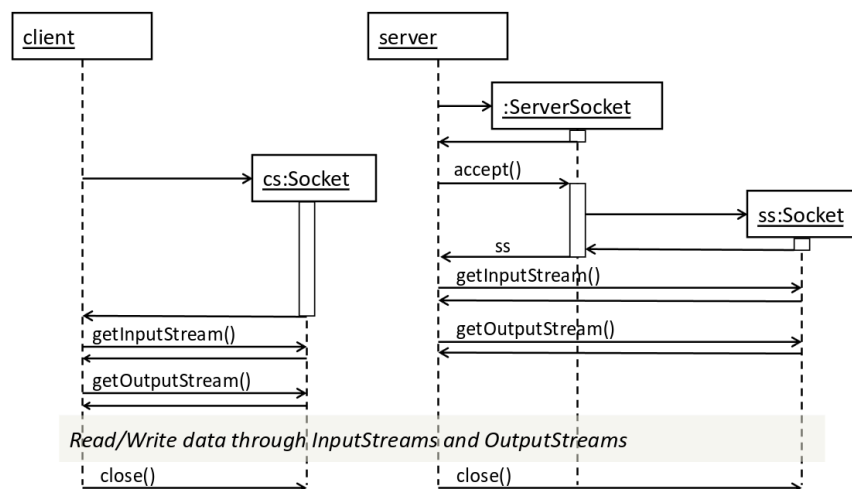 client
server
:ServerSocket
accept()
cs:Socket
ss:Socket
ss
getInputStream()
getOutputStream()
getInputStream()
getOutputStream()
Read/Write data through InputStreams and OutputStreams
close()
close()